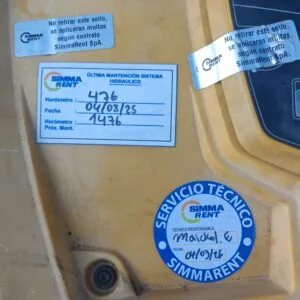 No retirar este sello,
se aplicaran multas
según contrato
SimmaRent SpA.
No retirar este sello,
se aplicaran multas
según contrato
SimmaRent SpA.
SIMMA
RENT
ÚLTIMA MANTENCIÓN SISTEMA
HIDRAULICO
Horómetro : 476
Fecha : 04/03/25
Horómetro : 1476
Próx. Mant.
SERVICIO TÉCNICO
SIMMA
RENT
TÉCNICO RESPONSABLE
Maickol. E
FECHA
04/03/25
SIMMARENT